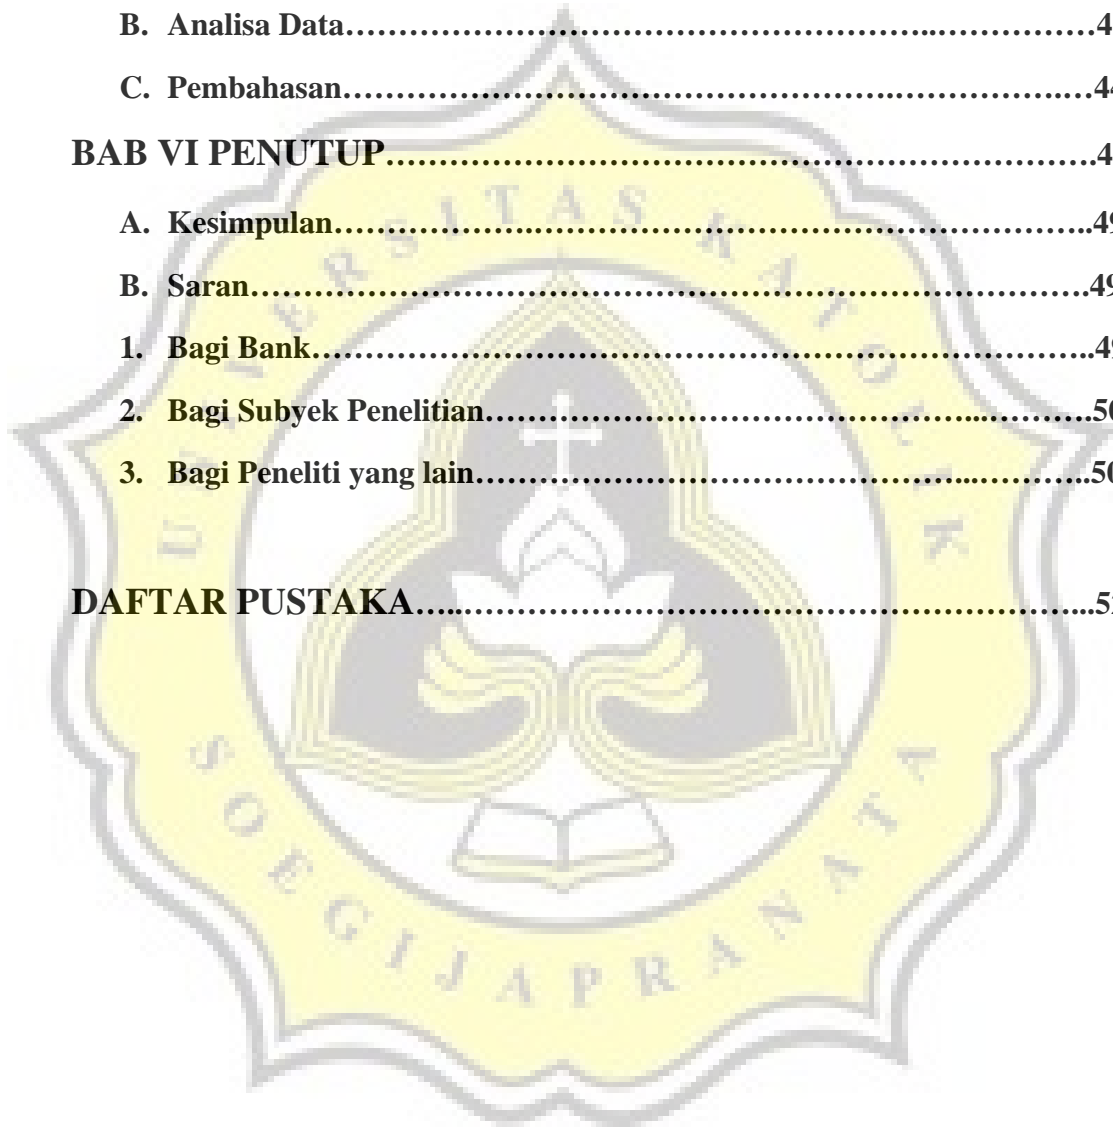 B. Analisa Data……………………………………………………..……………4
C. Pembahasan………………………………………………….…………….…44
BAB VI PENUTUP……………………………………………………………….4
A. Kesimpulan………………….…………………………………………………..49
B. Saran……………………………………………………………………………….49
1. Bagi Bank………………………………………………………………………..49
2. Bagi Subyek Penelitian……………………………………………...………….50
3. Bagi Peneliti yang lain……………………………………………...………..50
DAFTAR PUSTAKA…..………………………………………………………...5
UNIVERSITAS KATOLIK
SOEGIJAPRANATA